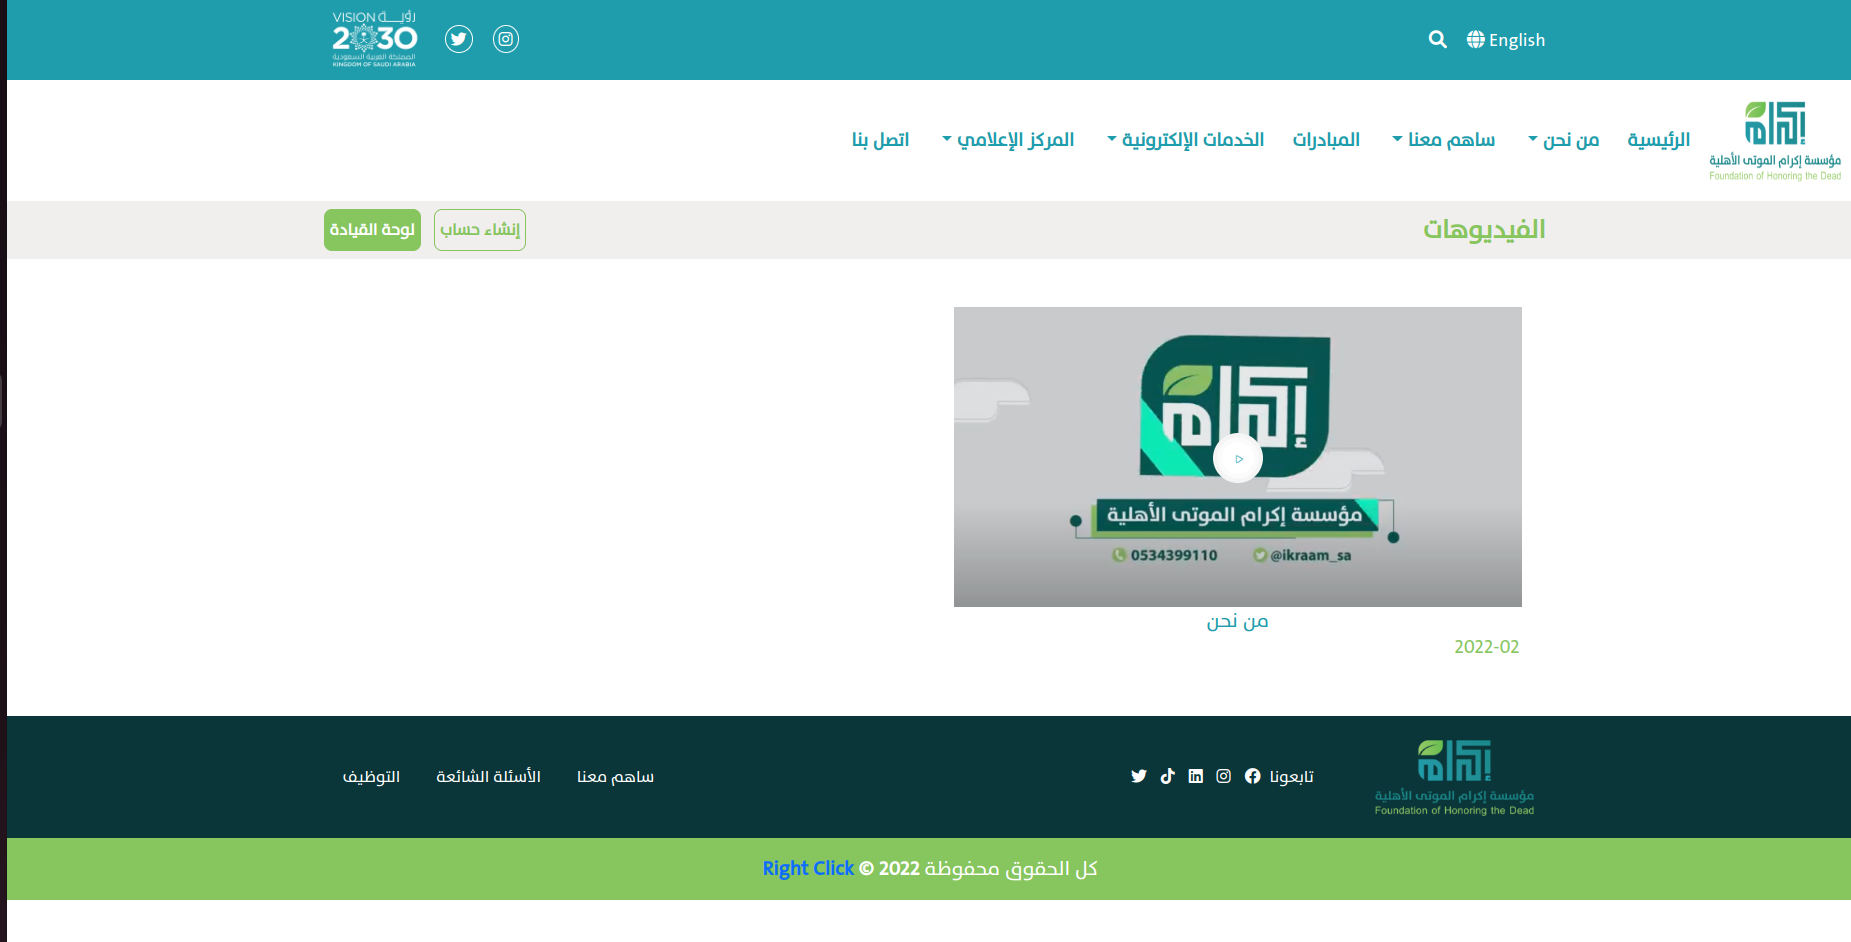 English
رؤيــة VISION
2030
المملكة العربية السعودية
KINGDOM OF SAUDI ARABIA
إكرام
مؤسسة إكرام الموتى الأهلية
Foundation of Honoring the Dead
الرئيسية من نحن ساهم معنا المبادرات الخدمات الإلكترونية المركز الإعلامي اتصل بنا
الفيديوهات
إنشاء حساب لوحة القيادة
إكرام
مؤسسة إكرام الموتى الأهلية
0534399110 @ikraam_sa
من نحن
2022-02
إكرام
مؤسسة إكرام الموتى الأهلية
Foundation of Honoring the Dead
تابعونا
ساهم معنا الأسئلة الشائعة التوظيف
كل الحقوق محفوظة 2022 © Right Click